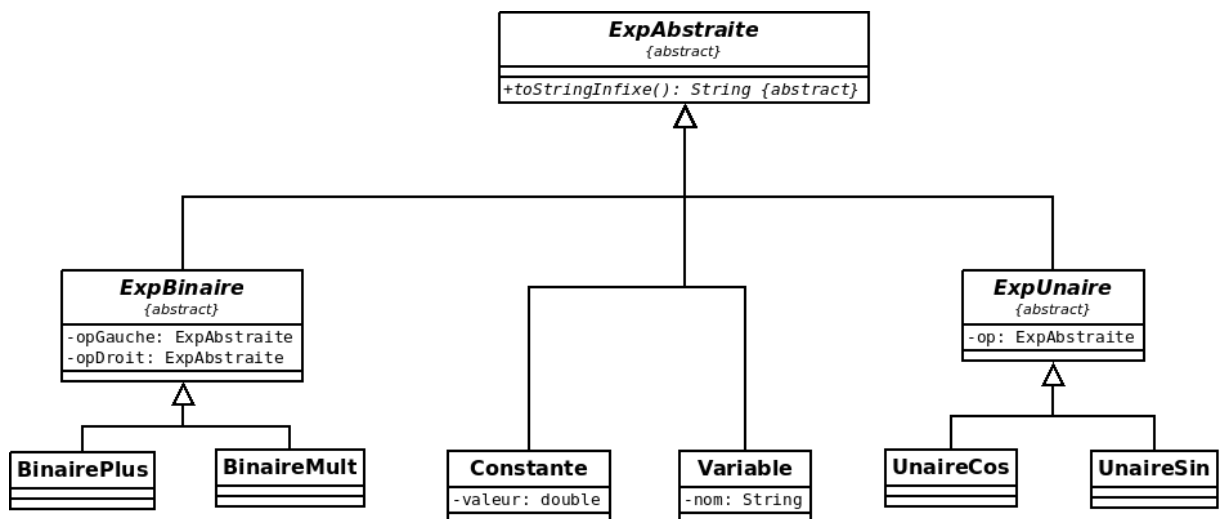 ExpAbstraite
{abstract}
+toStringInfixe(): String {abstract}
ExpBinaire
{abstract}
-opGauche: ExpAbstraite
-opDroit: ExpAbstraite
ExpUnaire
{abstract}
-op: ExpAbstraite
BinairePlus
BinaireMult
Constante
-valeur: double
Variable
-nom: String
UnaireCos
UnaireSin